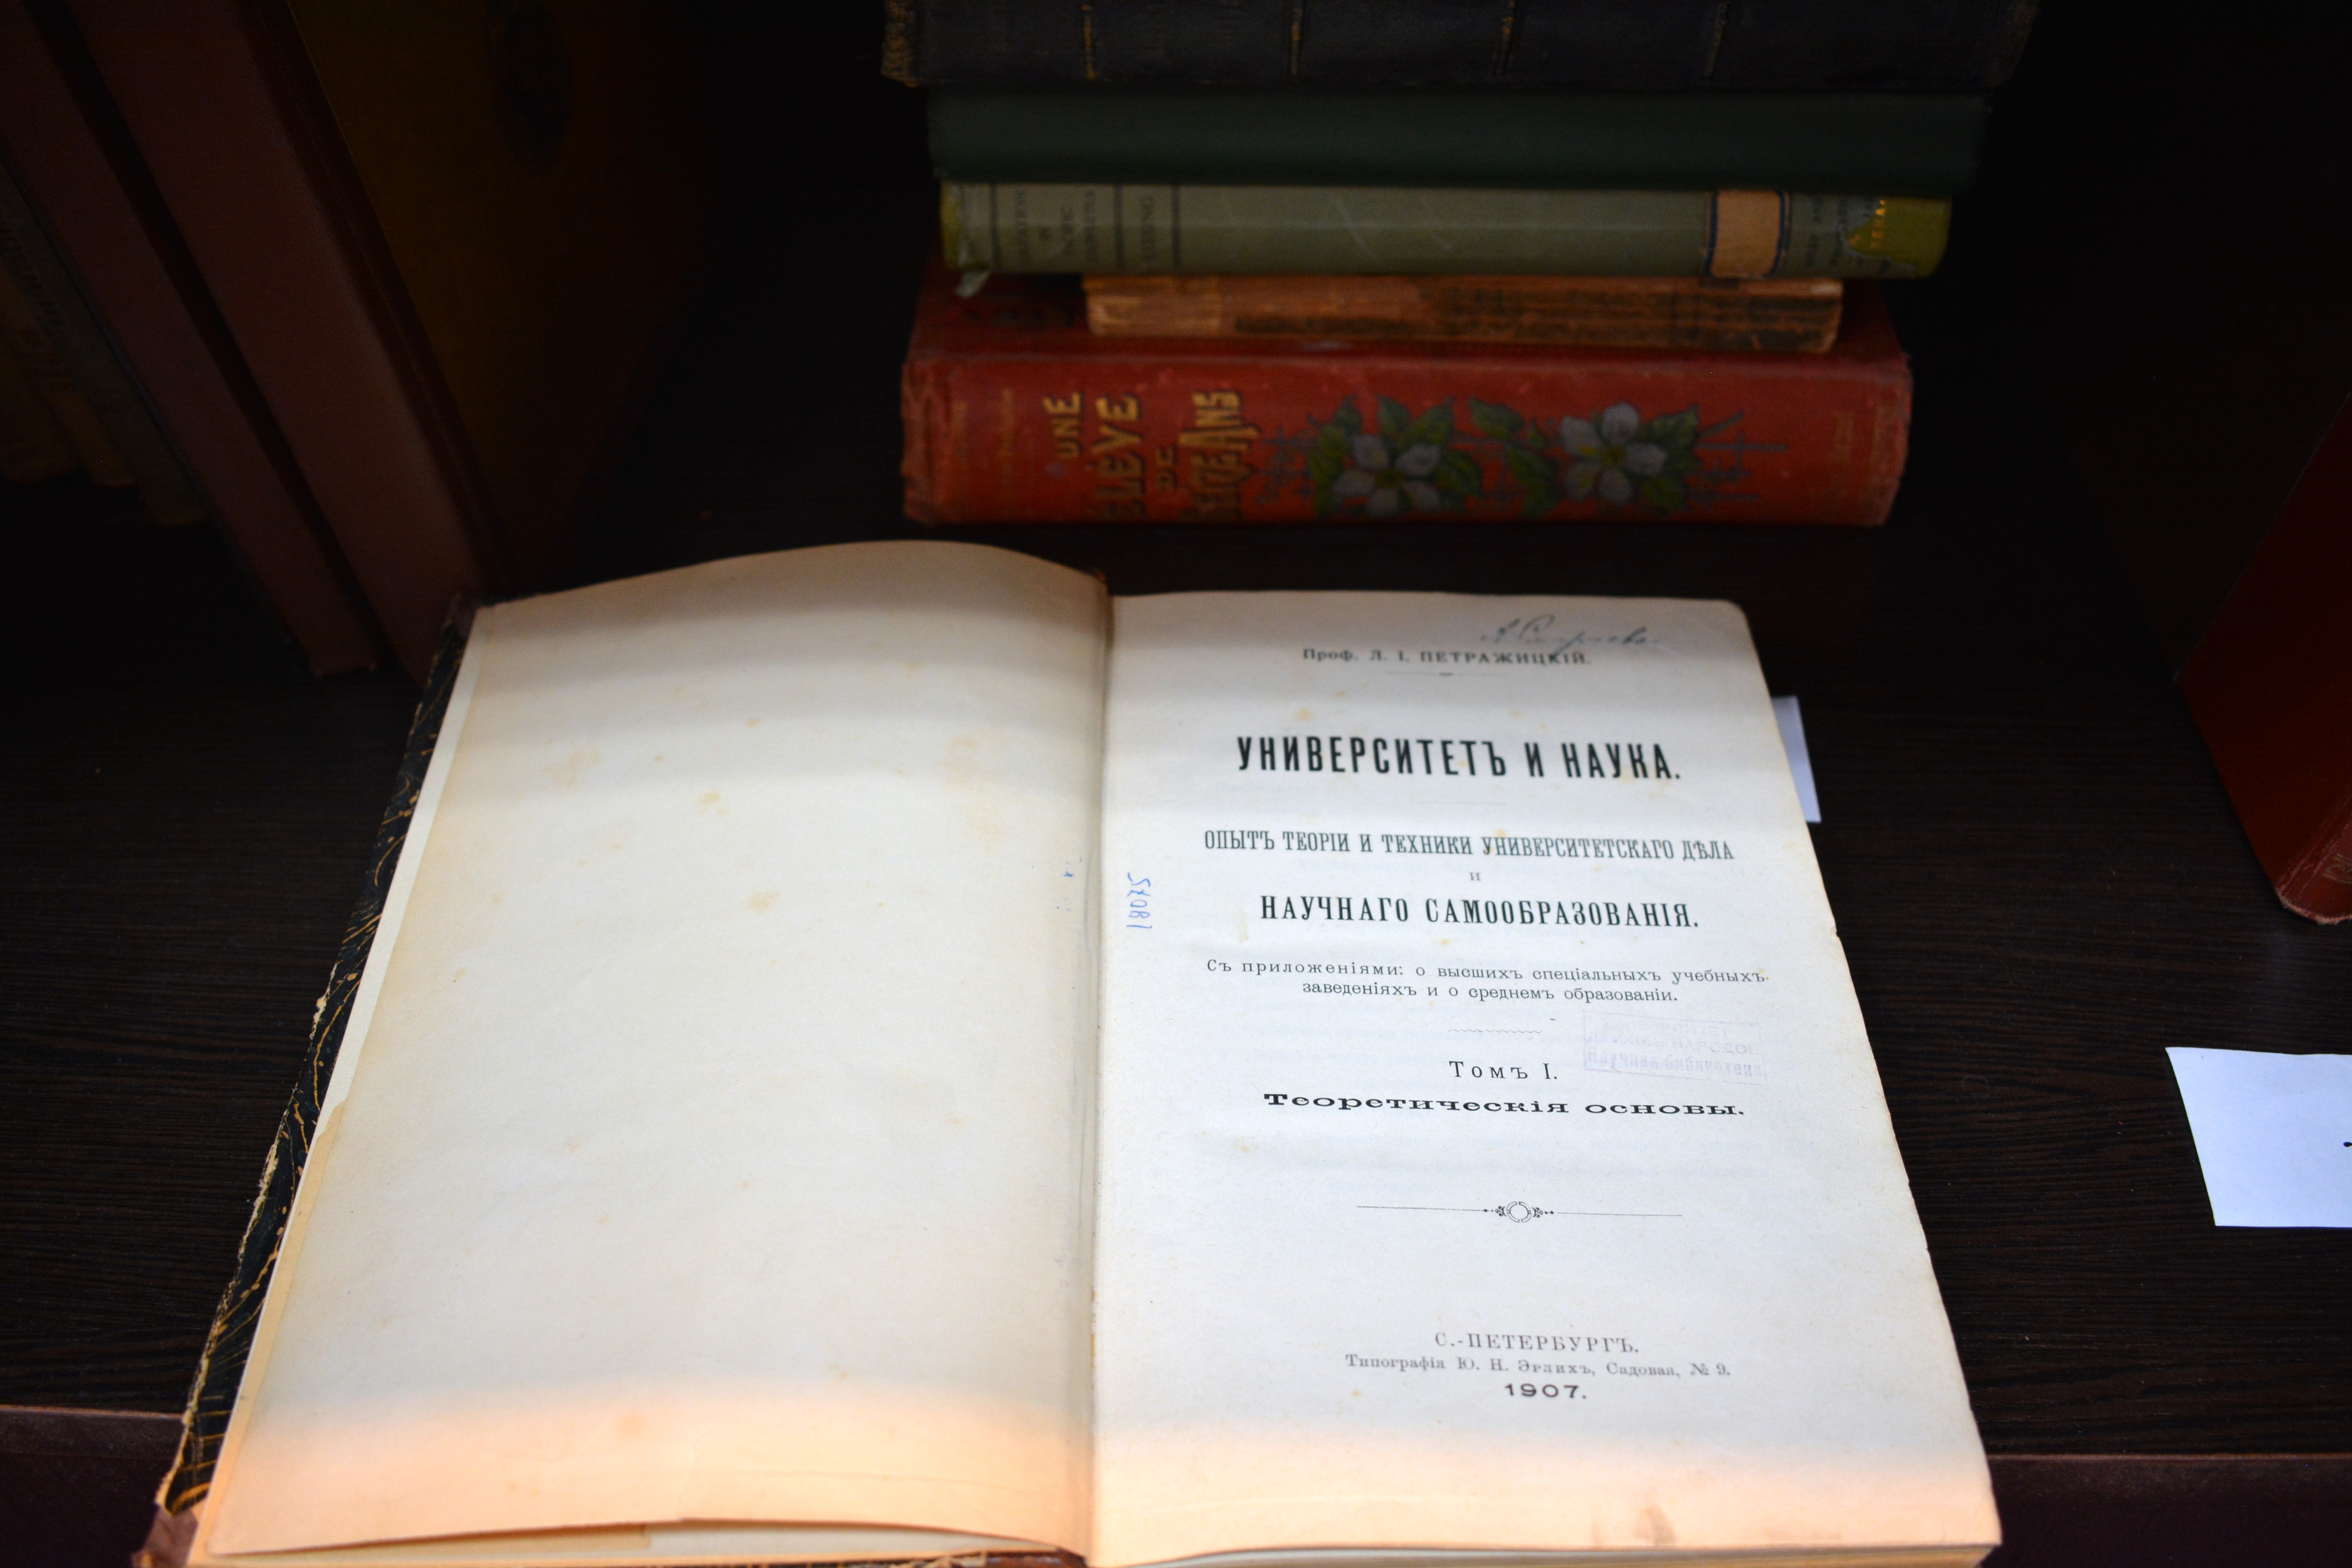 UNE
ÉLÈVE
DE
Проф. Л. І. ПЕТРАЖИЦКІЙ.
УНИВЕРСИТЕТЪ И НАУКА.
ОПЫТЪ ТЕОРІИ И ТЕХНИКИ УНИВЕРСИТЕТСКАГО ДѢЛА
И
НАУЧНАГО САМООБРАЗОВАНІЯ.
Съ приложеніями: о высшихъ спеціальныхъ учебныхъ
заведеніяхъ и о среднемъ образованіи.
Томъ I.
Теоретическія основы.
С.-ПЕТЕРБУРГЪ.
Типографія Ю. Н. Эрлихъ, Садовая, № 9.
1907.
18075